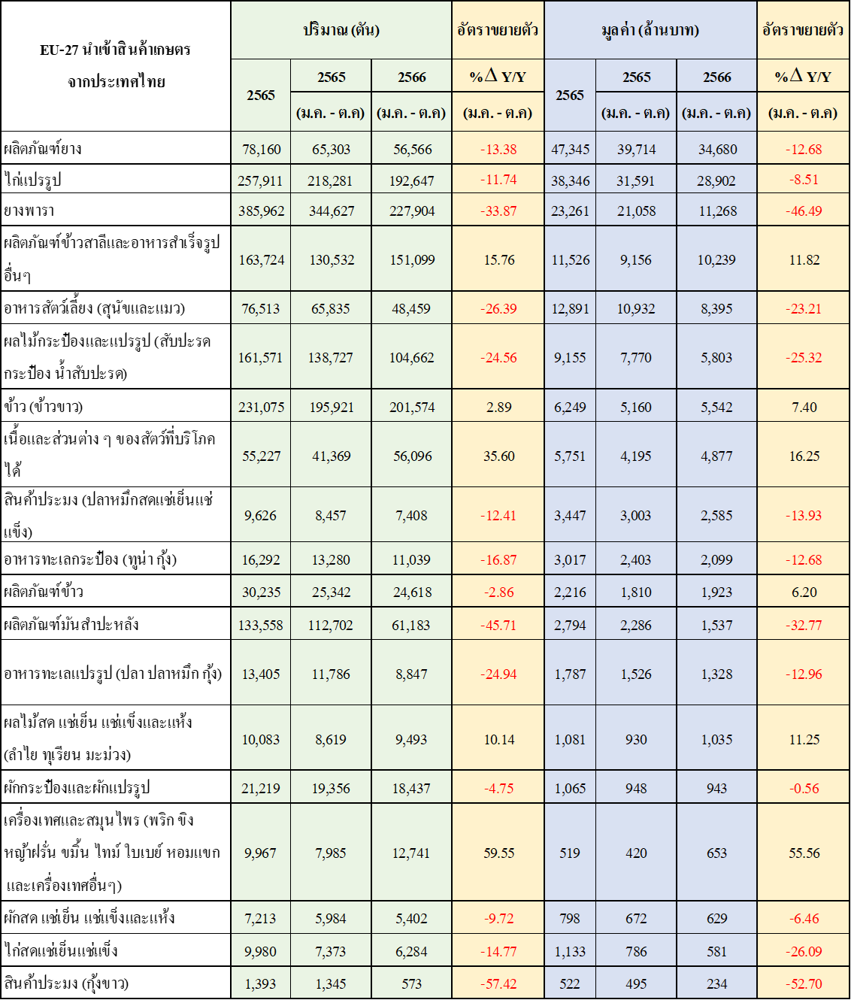 EU-27 นำเข้าสินค้าเกษตร
จากประเทศไทย
ปริมาณ (ตัน) อัตราขยายตัว มูลค่า (ล้านบาท) อัตราขยายตัว
2565 2565 2566 %Δ Y/Y 2565 2565 2566 %Δ Y/Y
(ม.ค. - ต.ค) (ม.ค. - ต.ค) (ม.ค. - ต.ค) (ม.ค. - ต.ค) (ม.ค. - ต.ค) (ม.ค. - ต.ค)
ผลิตภัณฑ์ยาง 78,160 65,303 56,566 -13.38 47,345 39,714 34,680 -12.68
ไก่แปรรูป 257,911 218,281 192,647 -11.74 38,346 31,591 28,902 -8.51
ยางพารา 385,962 344,627 227,904 -33.87 23,261 21,058 11,268 -46.49
ผลิตภัณฑ์ข้าวสาลีและอาหารสำเร็จรูป
อื่นๆ 163,724 130,532 151,099 15.76 11,526 9,156 10,239 11.82
อาหารสัตว์เลี้ยง (สุนัขและแมว) 76,513 65,835 48,459 -26.39 12,891 10,932 8,395 -23.21
ผลไม้กระป๋องและแปรรูป (สับปะรด
กระป๋อง น้ำสับปะรด) 161,571 138,727 104,662 -24.56 9,155 7,770 5,803 -25.32
ข้าว (ข้าวขาว) 231,075 195,921 201,574 2.89 6,249 5,160 5,542 7.40
เนื้อและส่วนต่าง ๆ ของสัตว์ที่บริโภค
ได้ 55,227 41,369 56,096 35.60 5,751 4,195 4,877 16.25
สินค้าประมง (ปลาหมึกสดแช่เย็นแช่
แข็ง) 9,626 8,457 7,408 -12.41 3,447 3,003 2,585 -13.93
อาหารทะเลกระป๋อง (ทูน่า กุ้ง) 16,292 13,280 11,039 -16.87 3,017 2,403 2,099 -12.68
ผลิตภัณฑ์ข้าว 30,235 25,342 24,618 -2.86 2,216 1,810 1,923 6.20
ผลิตภัณฑ์มันสำปะหลัง 133,558 112,702 61,183 -45.71 2,794 2,286 1,537 -32.77
อาหารทะเลแปรรูป (ปลา ปลาหมึก กุ้ง) 13,405 11,786 8,847 -24.94 1,787 1,526 1,328 -12.96
ผลไม้สด แช่เย็น แช่แข็งและแห้ง
(ลำไย ทุเรียน มะม่วง) 10,083 8,619 9,493 10.14 1,081 930 1,035 11.25
ผักกระป๋องและผักแปรรูป 21,219 19,356 18,437 -4.75 1,065 948 943 -0.56
เครื่องเทศและสมุนไพร (พริก ขิง
หญ้าฝรั่น ขมิ้น ไทม์ ใบเบย์ หอมแขก
และเครื่องเทศอื่นๆ) 9,967 7,985 12,741 59.55 519 420 653 55.56
ผักสด แช่เย็น แช่แข็งและแห้ง 7,213 5,984 5,402 -9.72 798 672 629 -6.46
ไก่สดแช่เย็นแช่แข็ง 9,980 7,373 6,284 -14.77 1,133 786 581 -26.09
สินค้าประมง (กุ้งขาว) 1,393 1,345 573 -57.42 522 495 234 -52.70